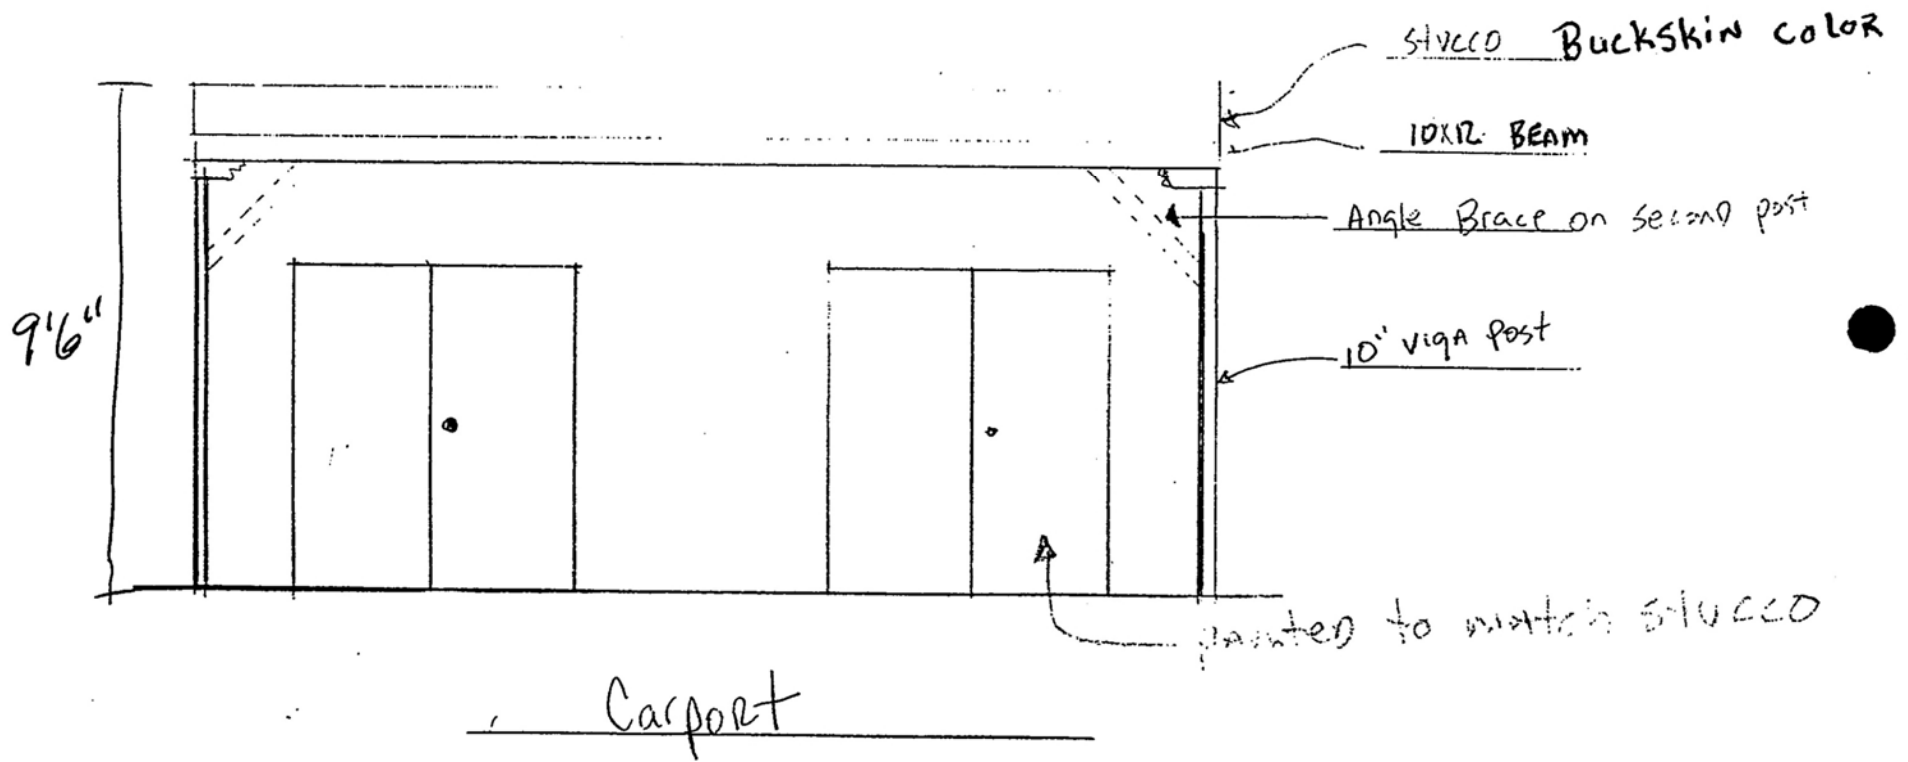 stucco Buckskin color
10X12 BEAM
Angle Brace on second post
9'6"
10" viga post
painted to match stucco
Carport